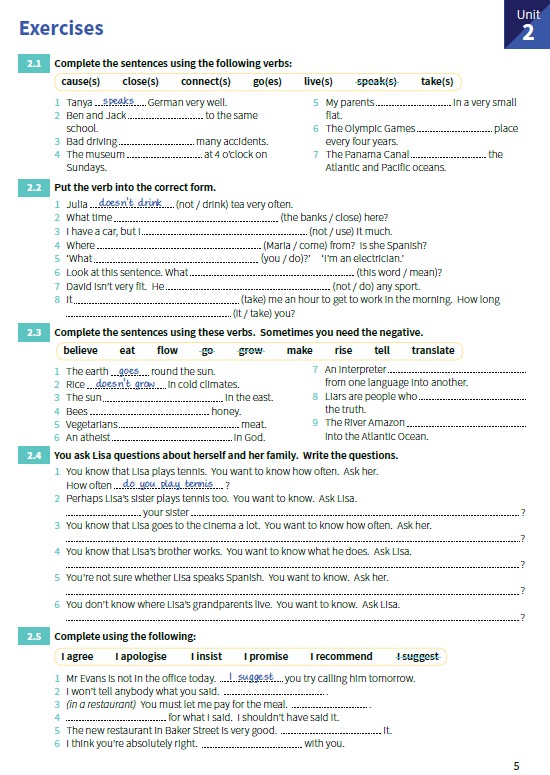 Exercises
Unit
2
2.1 Complete the sentences using the following verbs:
cause(s) close(s) connect(s) go(es) live(s) speak(s) take(s)
1 Tanya speaks German very well.
2 Ben and Jack .............................. to the same
school.
3 Bad driving .............................. many accidents.
4 The museum .............................. at 4 o'clock on
Sundays.
5 My parents .............................. in a very small
flat.
6 The Olympic Games .............................. place
every four years.
7 The Panama Canal .............................. the
Atlantic and Pacific oceans.
2.2 Put the verb into the correct form.
1 Julia doesn't drink (not / drink) tea very often.
2 What time .............................. (the banks / close) here?
3 I have a car, but I .............................. (not / use) it much.
4 Where .............................. (Maria / come) from? Is she Spanish?
5 'What .............................. (you / do)?' 'I'm an electrician.'
6 Look at this sentence. What .............................. (this word / mean)?
7 David isn't very fit. He .............................. (not / do) any sport.
8 It .............................. (take) me an hour to get to work in the morning. How long
.............................. (it / take) you?
2.3 Complete the sentences using these verbs. Sometimes you need the negative.
believe eat flow go grow make rise tell translate
1 The earth goes round the sun.
2 Rice doesn't grow in cold climates.
3 The sun .............................. in the east.
4 Bees .............................. honey.
5 Vegetarians .............................. meat.
6 An atheist .............................. in God.
7 An interpreter ..............................
from one language into another.
8 Liars are people who ..............................
the truth.
9 The River Amazon ..............................
into the Atlantic Ocean.
2.4 You ask Lisa questions about herself and her family. Write the questions.
1 You know that Lisa plays tennis. You want to know how often. Ask her.
How often do you play tennis ?
2 Perhaps Lisa's sister plays tennis too. You want to know. Ask Lisa.
.................... your sister .............................. ?
3 You know that Lisa goes to the cinema a lot. You want to know how often. Ask her.
.............................. ?
4 You know that Lisa's brother works. You want to know what he does. Ask Lisa.
.............................. ?
5 You're not sure whether Lisa speaks Spanish. You want to know. Ask her.
.............................. ?
6 You don't know where Lisa's grandparents live. You want to know. Ask Lisa.
.............................. ?
2.5 Complete using the following:
I agree I apologise I insist I promise I recommend I suggest
1 Mr Evans is not in the office today. I suggest you try calling him tomorrow.
2 I won't tell anybody what you said. .............................. .
3 (in a restaurant) You must let me pay for the meal. .............................. .
4 .............................. for what I said. I shouldn't have said it.
5 The new restaurant in Baker Street is very good. .............................. it.
6 I think you're absolutely right. .............................. with you.
5